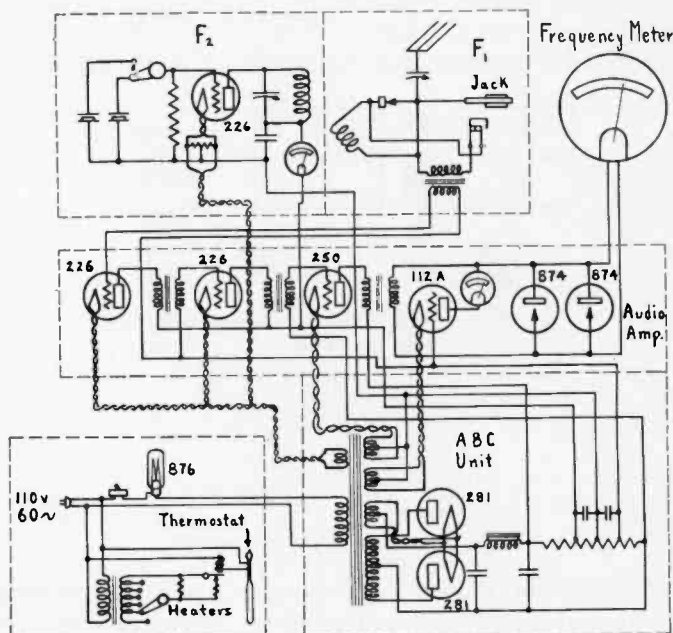 F₂
F₁
Frequency Meter
Jack
226
226
226
250
112A
874
874
Audio
Amp.
ABC
Unit
876
110v
60~
Thermostat
281
Heaters
281